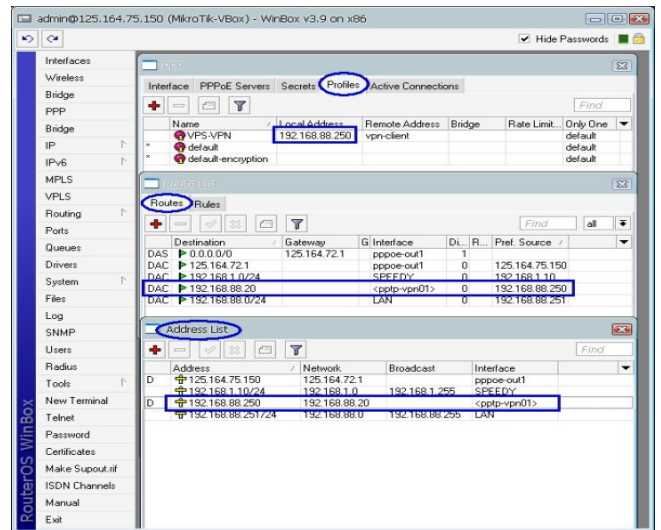 admin@125.164.75.150 (MikroTik-VBox) - WinBox v3.9 on x86
Hide Passwords
Interfaces
Wireless
Bridge
PPP
Bridge
IP
IPv6
MPLS
VPLS
Routing
Ports
Queues
Drivers
System
Files
Log
SNMP
Users
Radius
Tools
New Terminal
Telnet
Password
Certificates
Make Supout.rif
ISDN Channels
Manual
Exit
RouterOS WinBox
PPP
Interface PPPoE Servers Secrets Profiles Active Connections
Find
Name Local Address Remote Address Bridge Rate Limit... Only One
VPS-VPN 192.168.88.250 vpn-client default
* default default
* default-encryption default
Route List
Routes Rules
Find all
Destination Gateway G Interface Di... R... Pref. Source
DAS 0.0.0.0/0 125.164.72.1 pppoe-out1 1
DAC 125.164.72.1 pppoe-out1 0 125.164.75.150
DAC 192.168.1.0/24 SPEEDY 0 192.168.1.10
DAC 192.168.88.20 <pptp-vpn01> 0 192.168.88.250
DAC 192.168.88.0/24 LAN 0 192.168.88.251
Address List
Find
Address Network Broadcast Interface
D 125.164.75.150 125.164.72.1 pppoe-out1
192.168.1.10/24 192.168.1.0 192.168.1.255 SPEEDY
D 192.168.88.250 192.168.88.20 <pptp-vpn01>
192.168.88.251/24 192.168.88.0 192.168.88.255 LAN